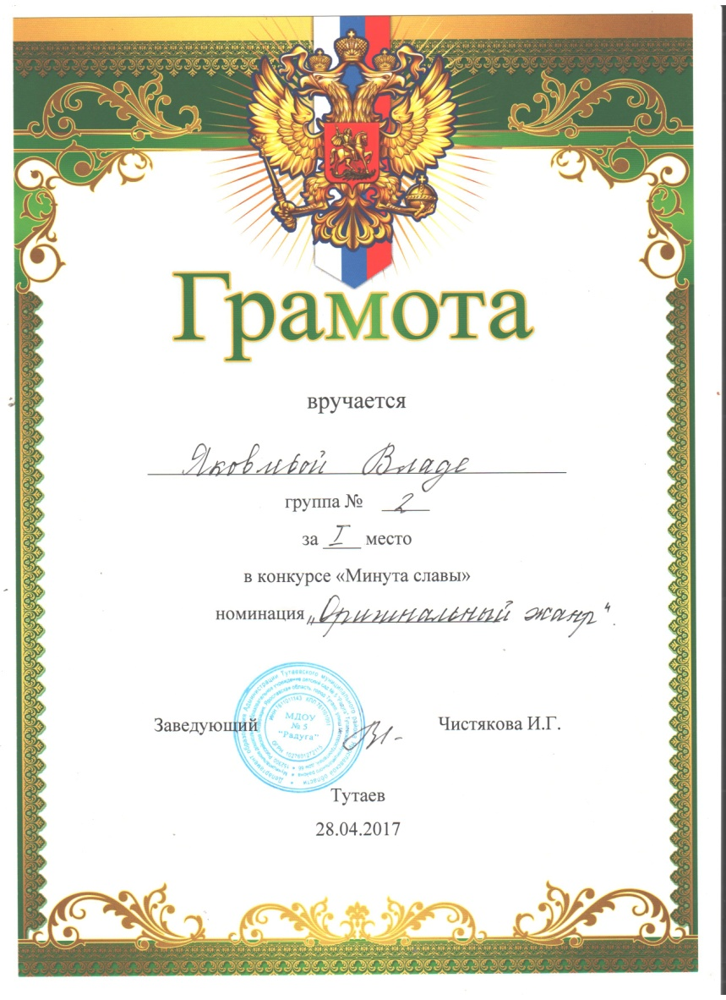 Грамота
вручается
Яковлевой Владе
группа № 2
за I место
в конкурсе «Минута славы»
номинация „Оригинальный жанр“.
Заведующий
Чистякова И.Г.
МДОУ
№ 5
"Радуга"
Тутаев
28.04.2017